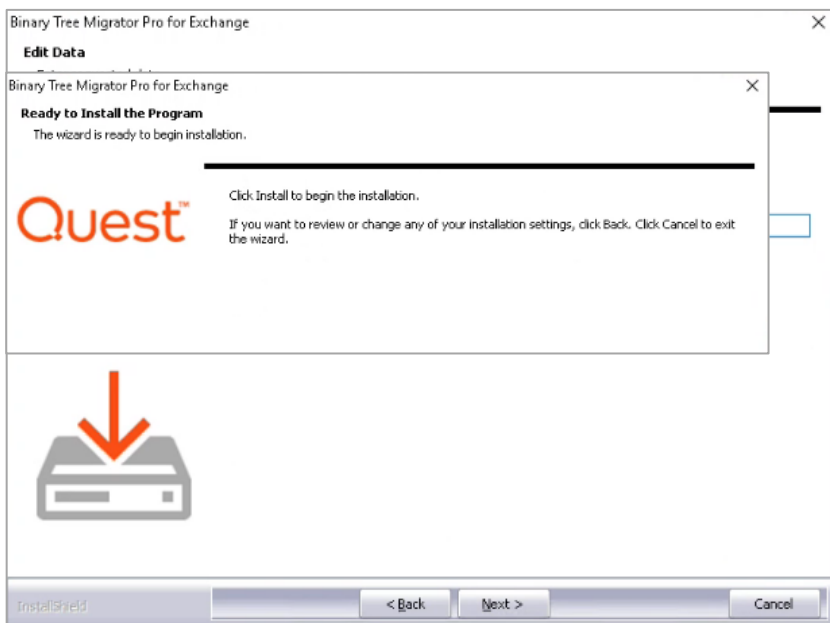 Binary Tree Migrator Pro for Exchange
Edit Data
Binary Tree Migrator Pro for Exchange
Ready to Install the Program
The wizard is ready to begin installation.
Quest™
Click Install to begin the installation.
If you want to review or change any of your installation settings, click Back. Click Cancel to exit
the wizard.
InstallShield
< Back
Next >
Cancel